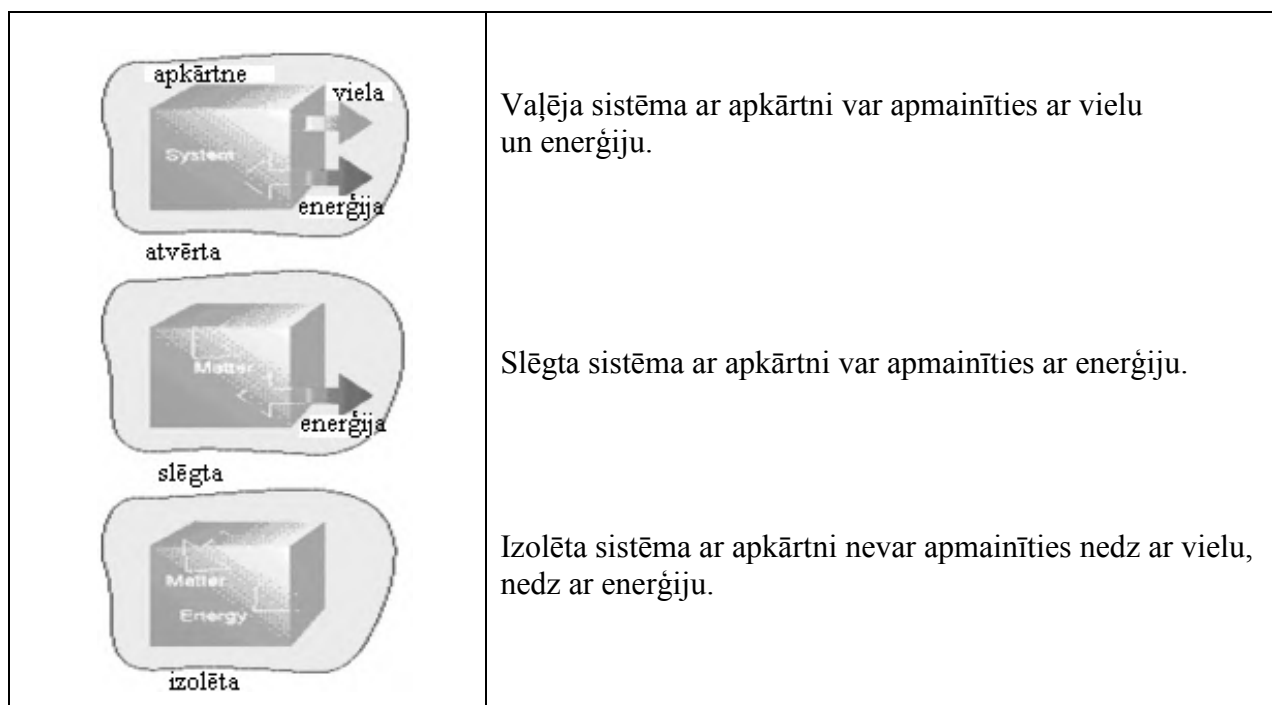 apkārtne
viela
System
enerģija
atvērta
Vaļēja sistēma ar apkārtni var apmainīties ar vielu
un enerģiju.
Matter
enerģija
slēgta
Slēgta sistēma ar apkārtni var apmainīties ar enerģiju.
Matter
Energy
izolēta
Izolēta sistēma ar apkārtni nevar apmainīties nedz ar vielu,
nedz ar enerģiju.